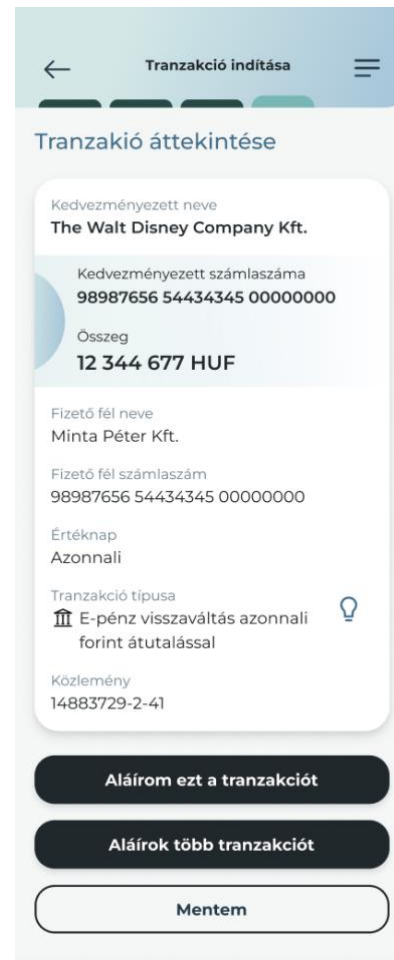 Tranzakció indítása
Tranzakió áttekintése
Kedvezményezett neve
The Walt Disney Company Kft.
Kedvezményezett számlaszáma
98987656 54434345 00000000
Összeg
12 344 677 HUF
Fizető fél neve
Minta Péter Kft.
Fizető fél számlaszám
98987656 54434345 00000000
Értéknap
Azonnali
Tranzakció típusa
E-pénz visszaváltás azonnali
forint átutalással
Közlemény
14883729-2-41
Aláírom ezt a tranzakciót
Aláírok több tranzakciót
Mentem